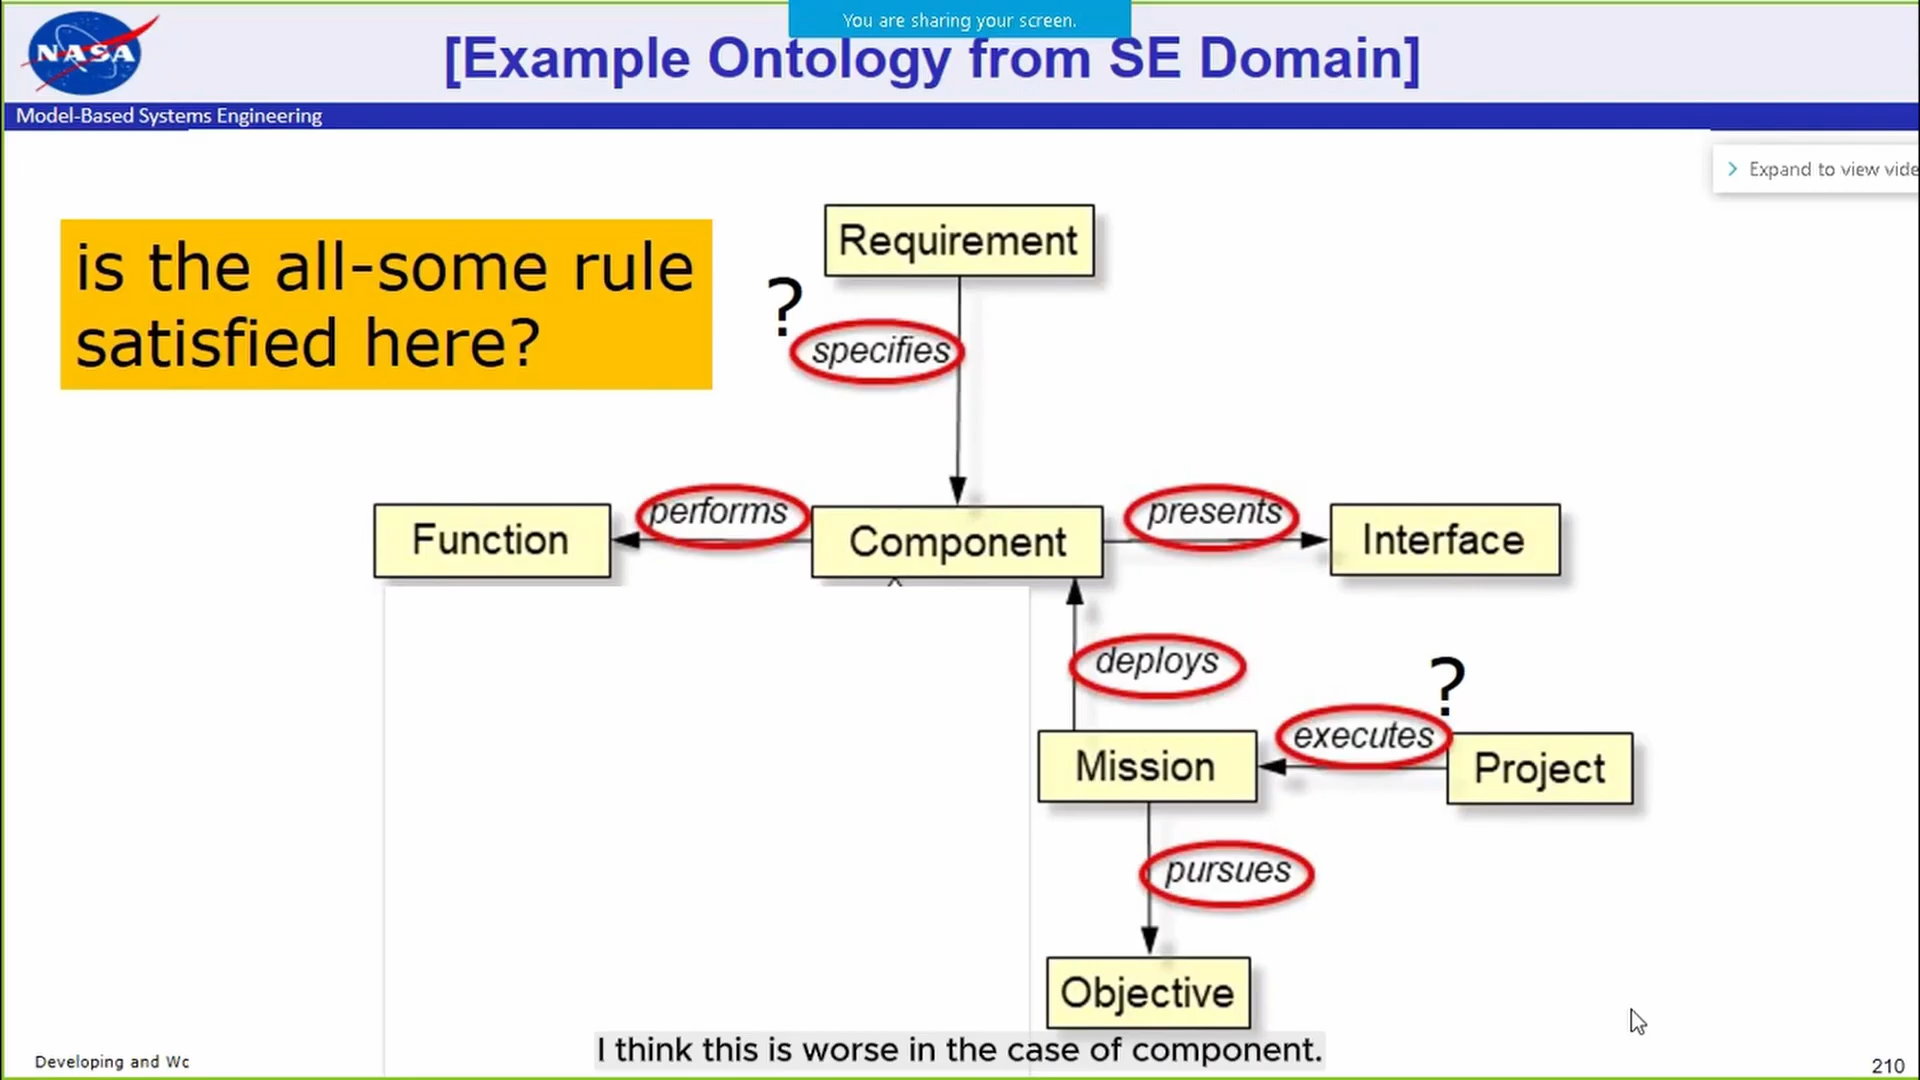 You are sharing your screen.
NASA
[Example Ontology from SE Domain]
Model-Based Systems Engineering
Expand to view vide
is the all-some rule
satisfied here?
Requirement
?
specifies
Function
performs
Component
presents
Interface
deploys
?
executes
Mission
Project
pursues
Objective
I think this is worse in the case of component.
Developing and Wc
210